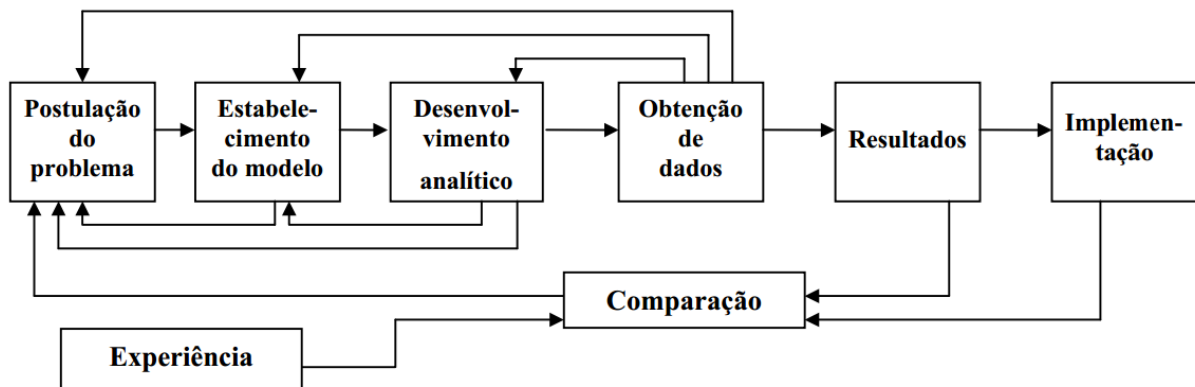 Postulação
do
problema
Estabele-
cimento
do modelo
Desenvol-
vimento
analítico
Obtenção
de
dados
Resultados
Implemen-
tação
Comparação
Experiência